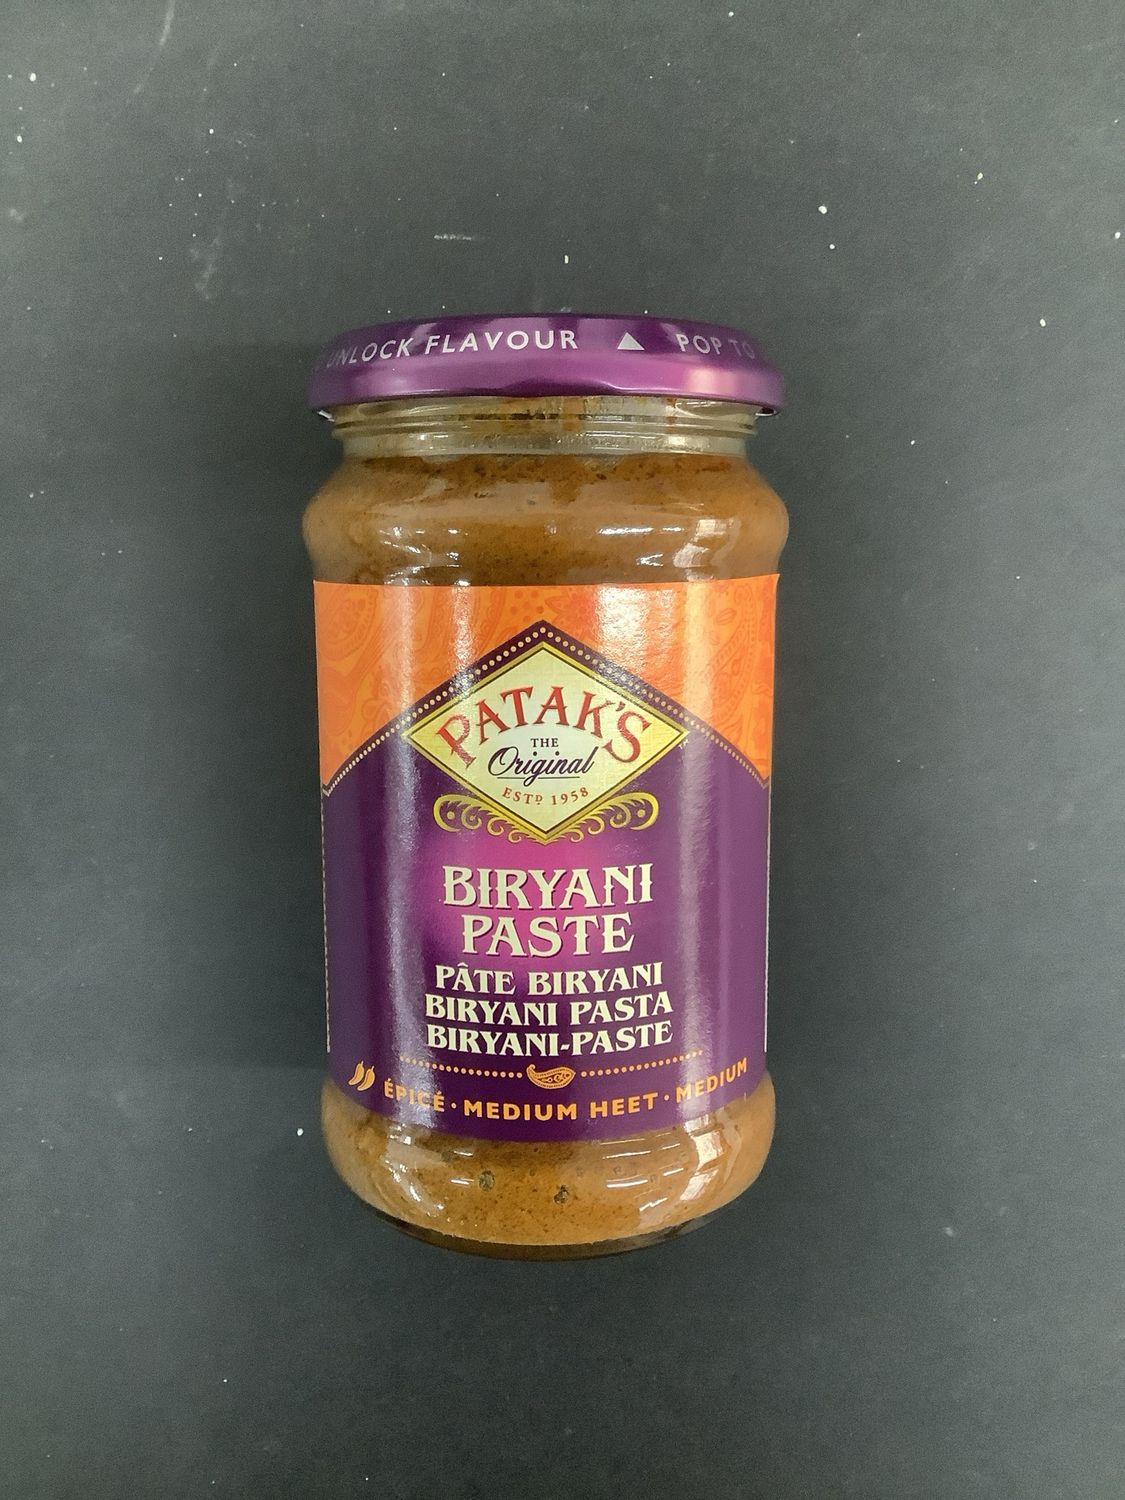 UNLOCK FLAVOUR ▲ POP TO
PATAK'S
THE
Original
ESTD 1958
BIRYANI
PASTE
PÂTE BIRYANI
BIRYANI PASTA
BIRYANI-PASTE
ÉPICÉ · MEDIUM HEET · MEDIUM